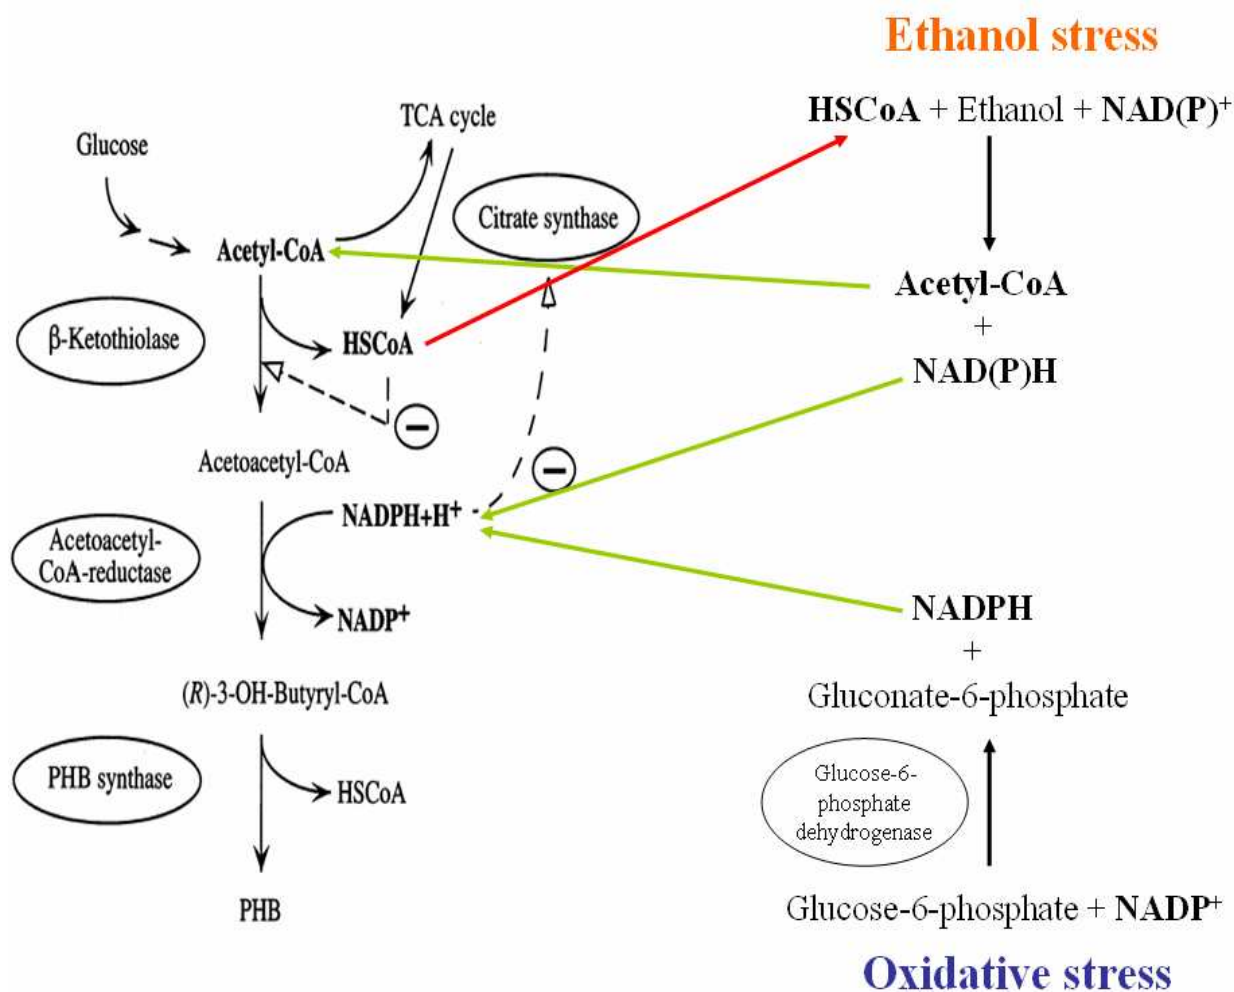 Ethanol stress
HSCoA + Ethanol + NAD(P)⁺
TCA cycle
Glucose
Citrate synthase
Acetyl-CoA
Acetyl-CoA
+
NAD(P)H
β-Ketothiolase
HSCoA
−
Acetoacetyl-CoA
−
NADPH+H⁺
Acetoacetyl-
CoA-reductase
NADP⁺
NADPH
+
Gluconate-6-phosphate
(R)-3-OH-Butyryl-CoA
PHB synthase
HSCoA
Glucose-6-
phosphate
dehydrogenase
PHB
Glucose-6-phosphate + NADP⁺
Oxidative stress